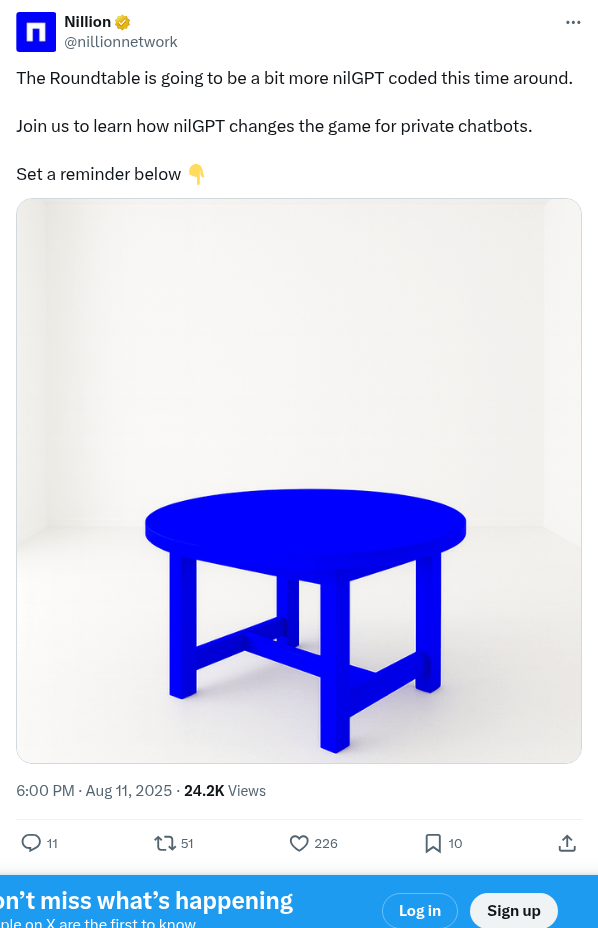 Nillion
@nillionnetwork
The Roundtable is going to be a bit more nilGPT coded this time around.
Join us to learn how nilGPT changes the game for private chatbots.
Set a reminder below 👇
6:00 PM · Aug 11, 2025 · 24.2K Views
11 51 226 10
on’t miss what’s happening
ple on X are the first to know.
Log in Sign up